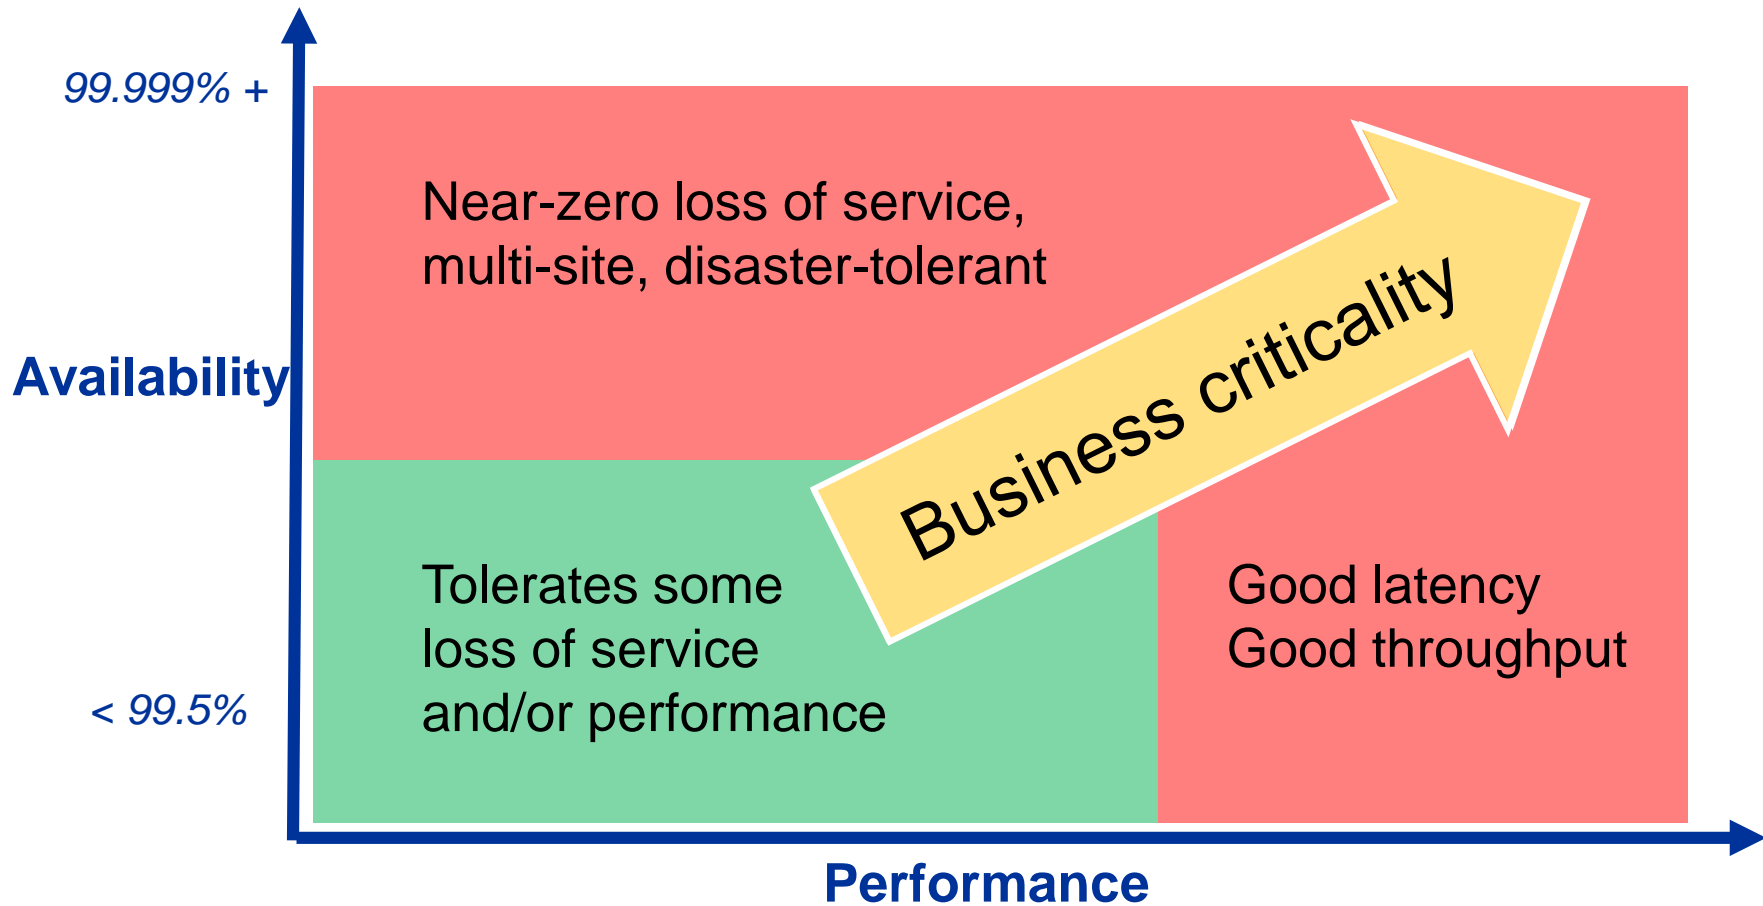 99.999% +
Near-zero loss of service,
multi-site, disaster-tolerant
Business criticality
Availability
Tolerates some
loss of service
and/or performance
Good latency
Good throughput
< 99.5%
Performance